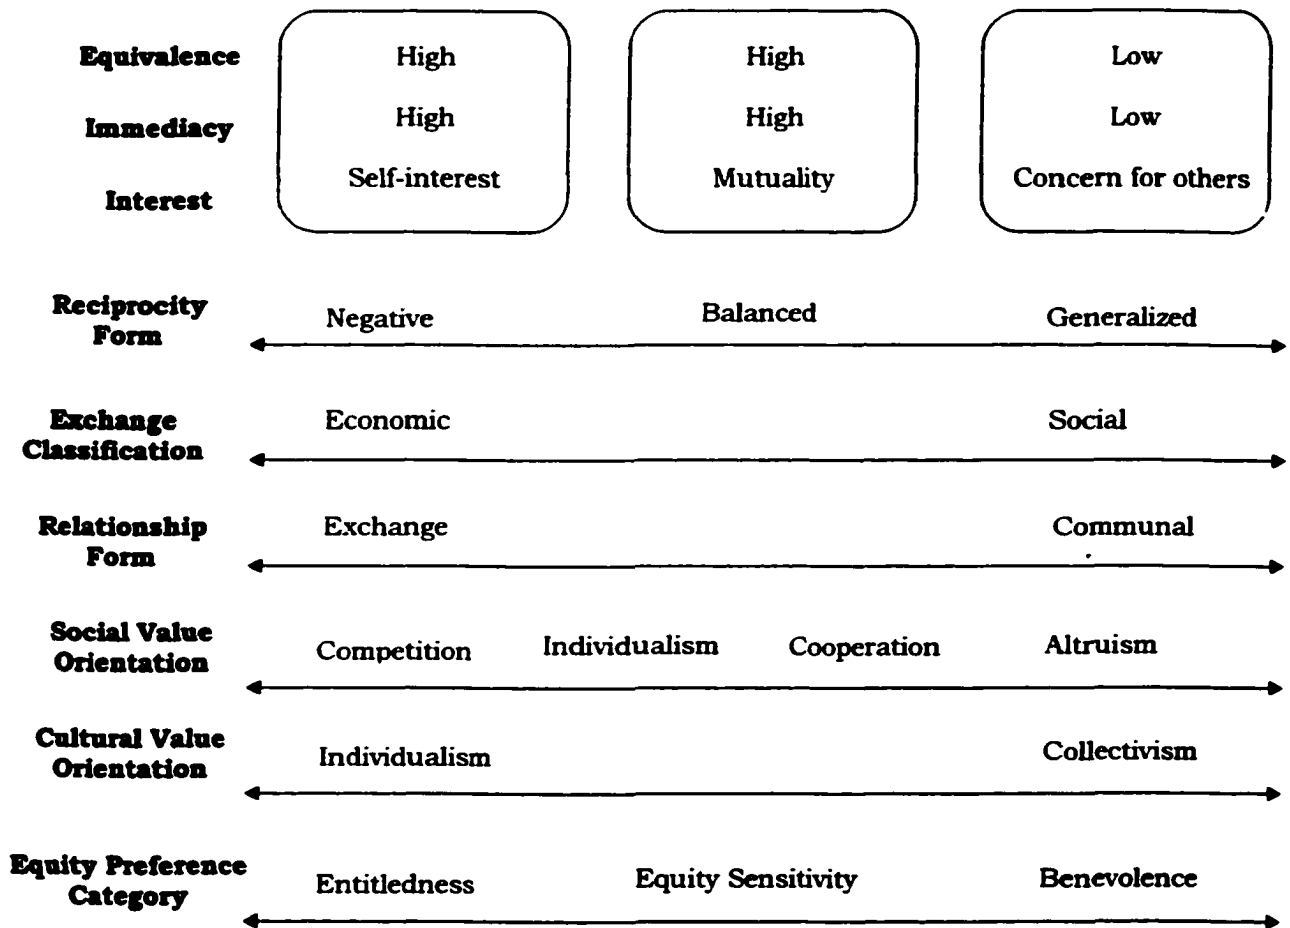 Equivalence High High Low
Immediacy High High Low
Interest Self-interest Mutuality Concern for others
Reciprocity
Form
Negative Balanced Generalized
Exchange
Classification
Economic Social
Relationship
Form
Exchange Communal
Social Value
Orientation
Competition Individualism Cooperation Altruism
Cultural Value
Orientation
Individualism Collectivism
Equity Preference
Category
Entitledness Equity Sensitivity Benevolence